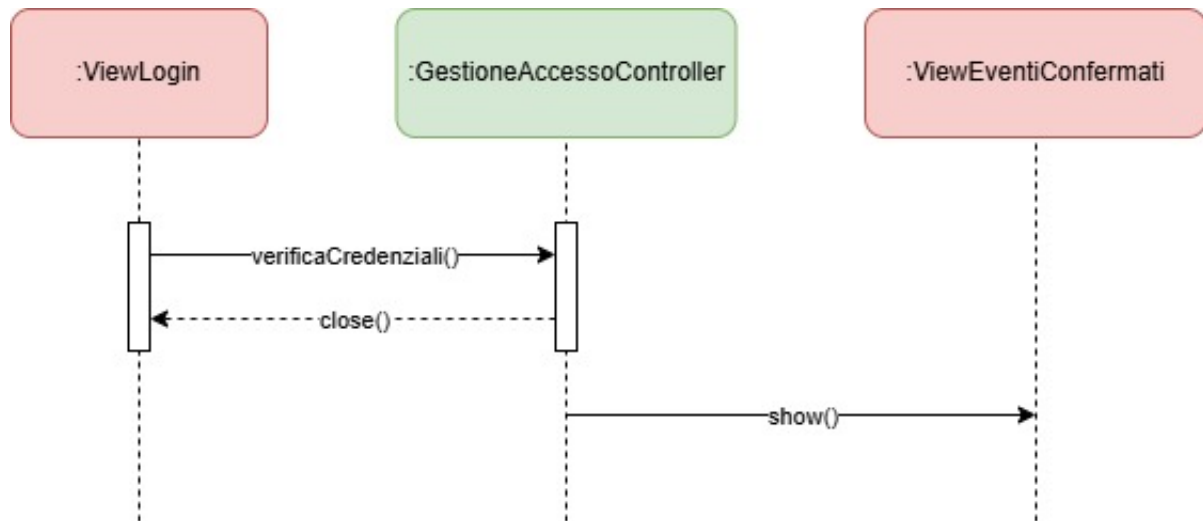 :ViewLogin
:GestioneAccessoController
:ViewEventiConfermati
verificaCredenziali()
close()
show()